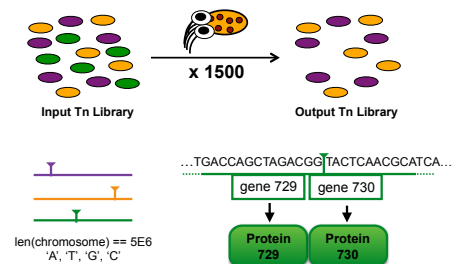 x 1500
Input Tn Library
Output Tn Library
...TGACCAGCTAGACGGTACTCAACGCATCA...
gene 729
gene 730
len(chromosome) == 5E6
‘A’, ‘T’, ‘G’, ‘C’
Protein
729
Protein
730